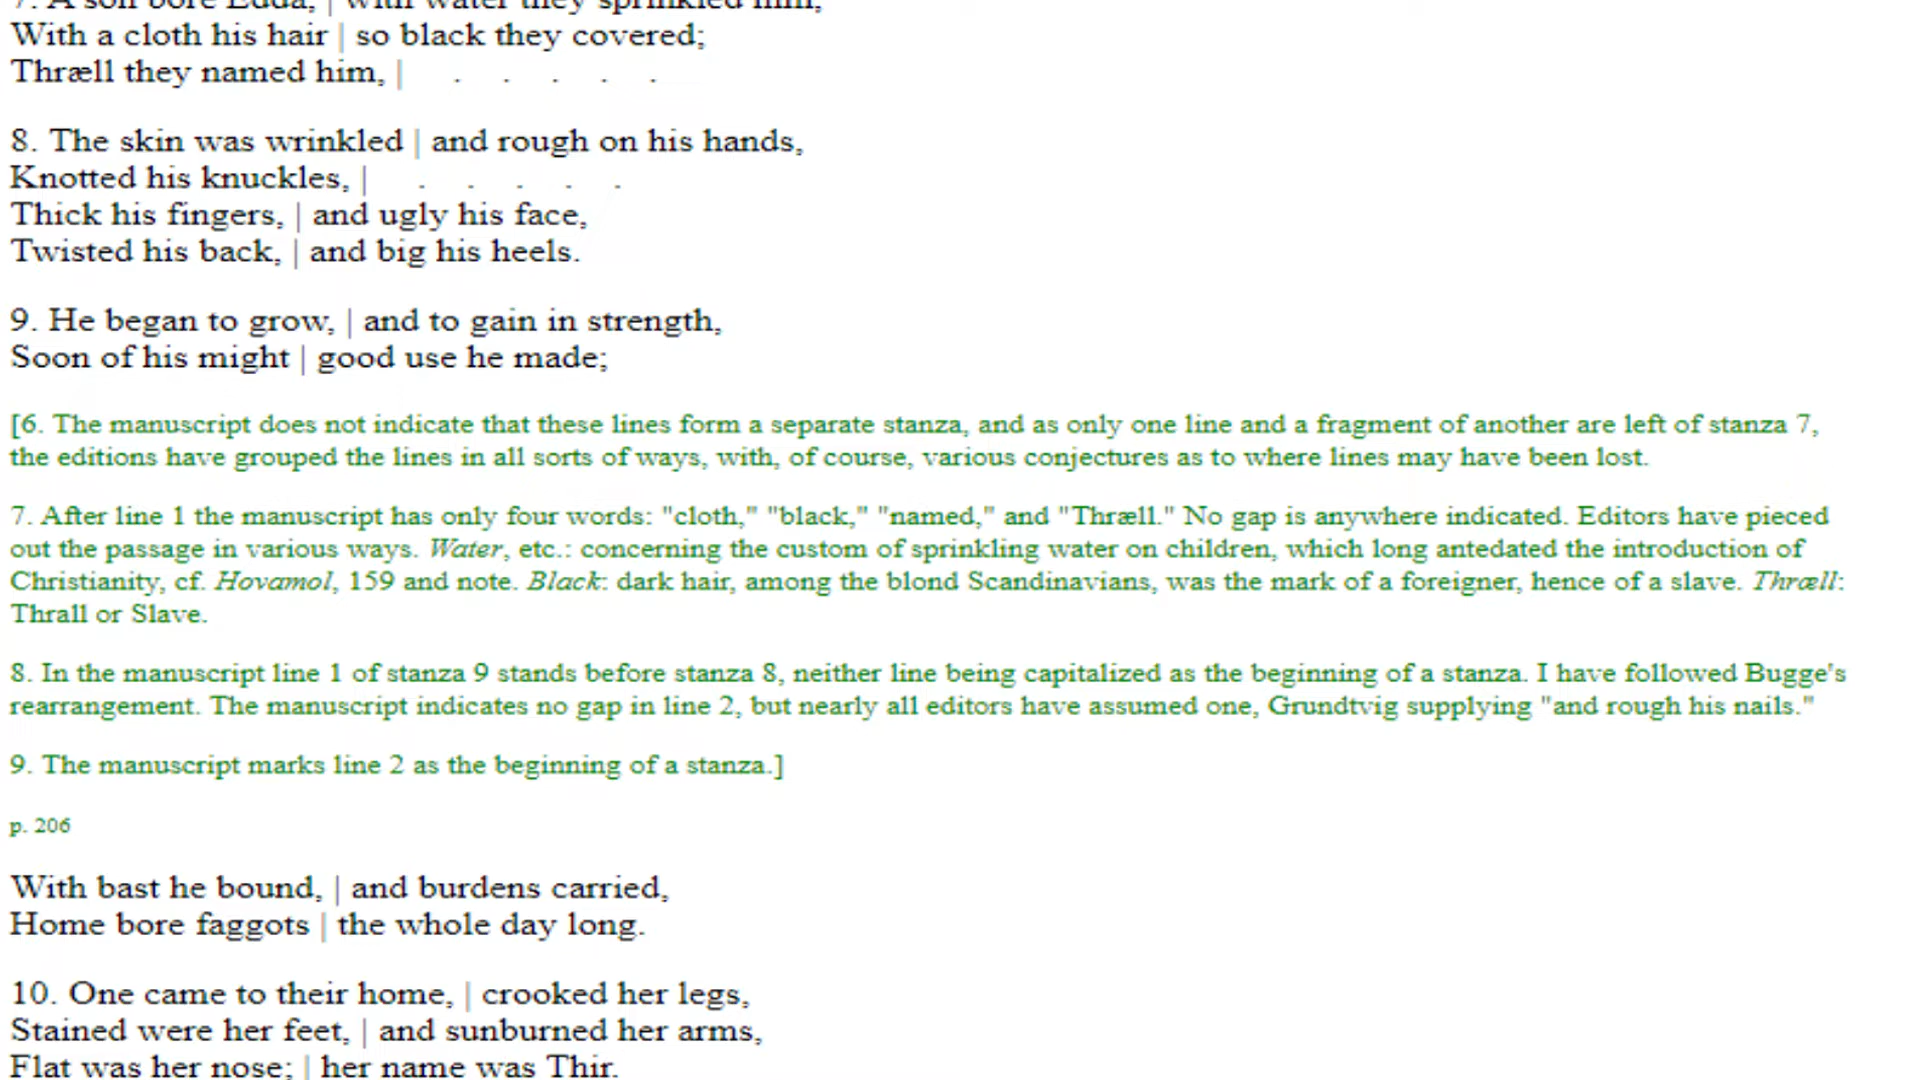 7. A son bore Edda, | with water they sprinkled him,
With a cloth his hair | so black they covered;
Thræll they named him, | . . . . .
8. The skin was wrinkled | and rough on his hands,
Knotted his knuckles, | . . . . .
Thick his fingers, | and ugly his face,
Twisted his back, | and big his heels.
9. He began to grow, | and to gain in strength,
Soon of his might | good use he made;
[6. The manuscript does not indicate that these lines form a separate stanza, and as only one line and a fragment of another are left of stanza 7,
the editions have grouped the lines in all sorts of ways, with, of course, various conjectures as to where lines may have been lost.
7. After line 1 the manuscript has only four words: "cloth," "black," "named," and "Thræll." No gap is anywhere indicated. Editors have pieced
out the passage in various ways. Water, etc.: concerning the custom of sprinkling water on children, which long antedated the introduction of
Christianity, cf. Hovamol, 159 and note. Black: dark hair, among the blond Scandinavians, was the mark of a foreigner, hence of a slave. Thræll:
Thrall or Slave.
8. In the manuscript line 1 of stanza 9 stands before stanza 8, neither line being capitalized as the beginning of a stanza. I have followed Bugge's
rearrangement. The manuscript indicates no gap in line 2, but nearly all editors have assumed one, Grundtvig supplying "and rough his nails."
9. The manuscript marks line 2 as the beginning of a stanza.]
p. 206
With bast he bound, | and burdens carried,
Home bore faggots | the whole day long.
10. One came to their home, | crooked her legs,
Stained were her feet, | and sunburned her arms,
Flat was her nose; | her name was Thir.